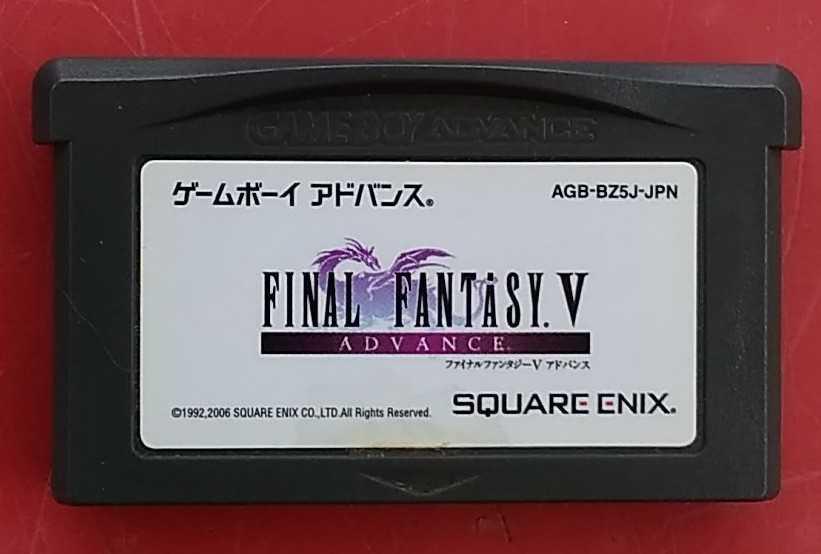 GAME BOY ADVANCE
ゲームボーイ アドバンス®
AGB-BZ5J-JPN
FINAL FANTASY. V
ADVANCE.
ファイナルファンタジーV アドバンス
©1992,2006 SQUARE ENIX CO.,LTD.All Rights Reserved.
SQUARE ENIX®